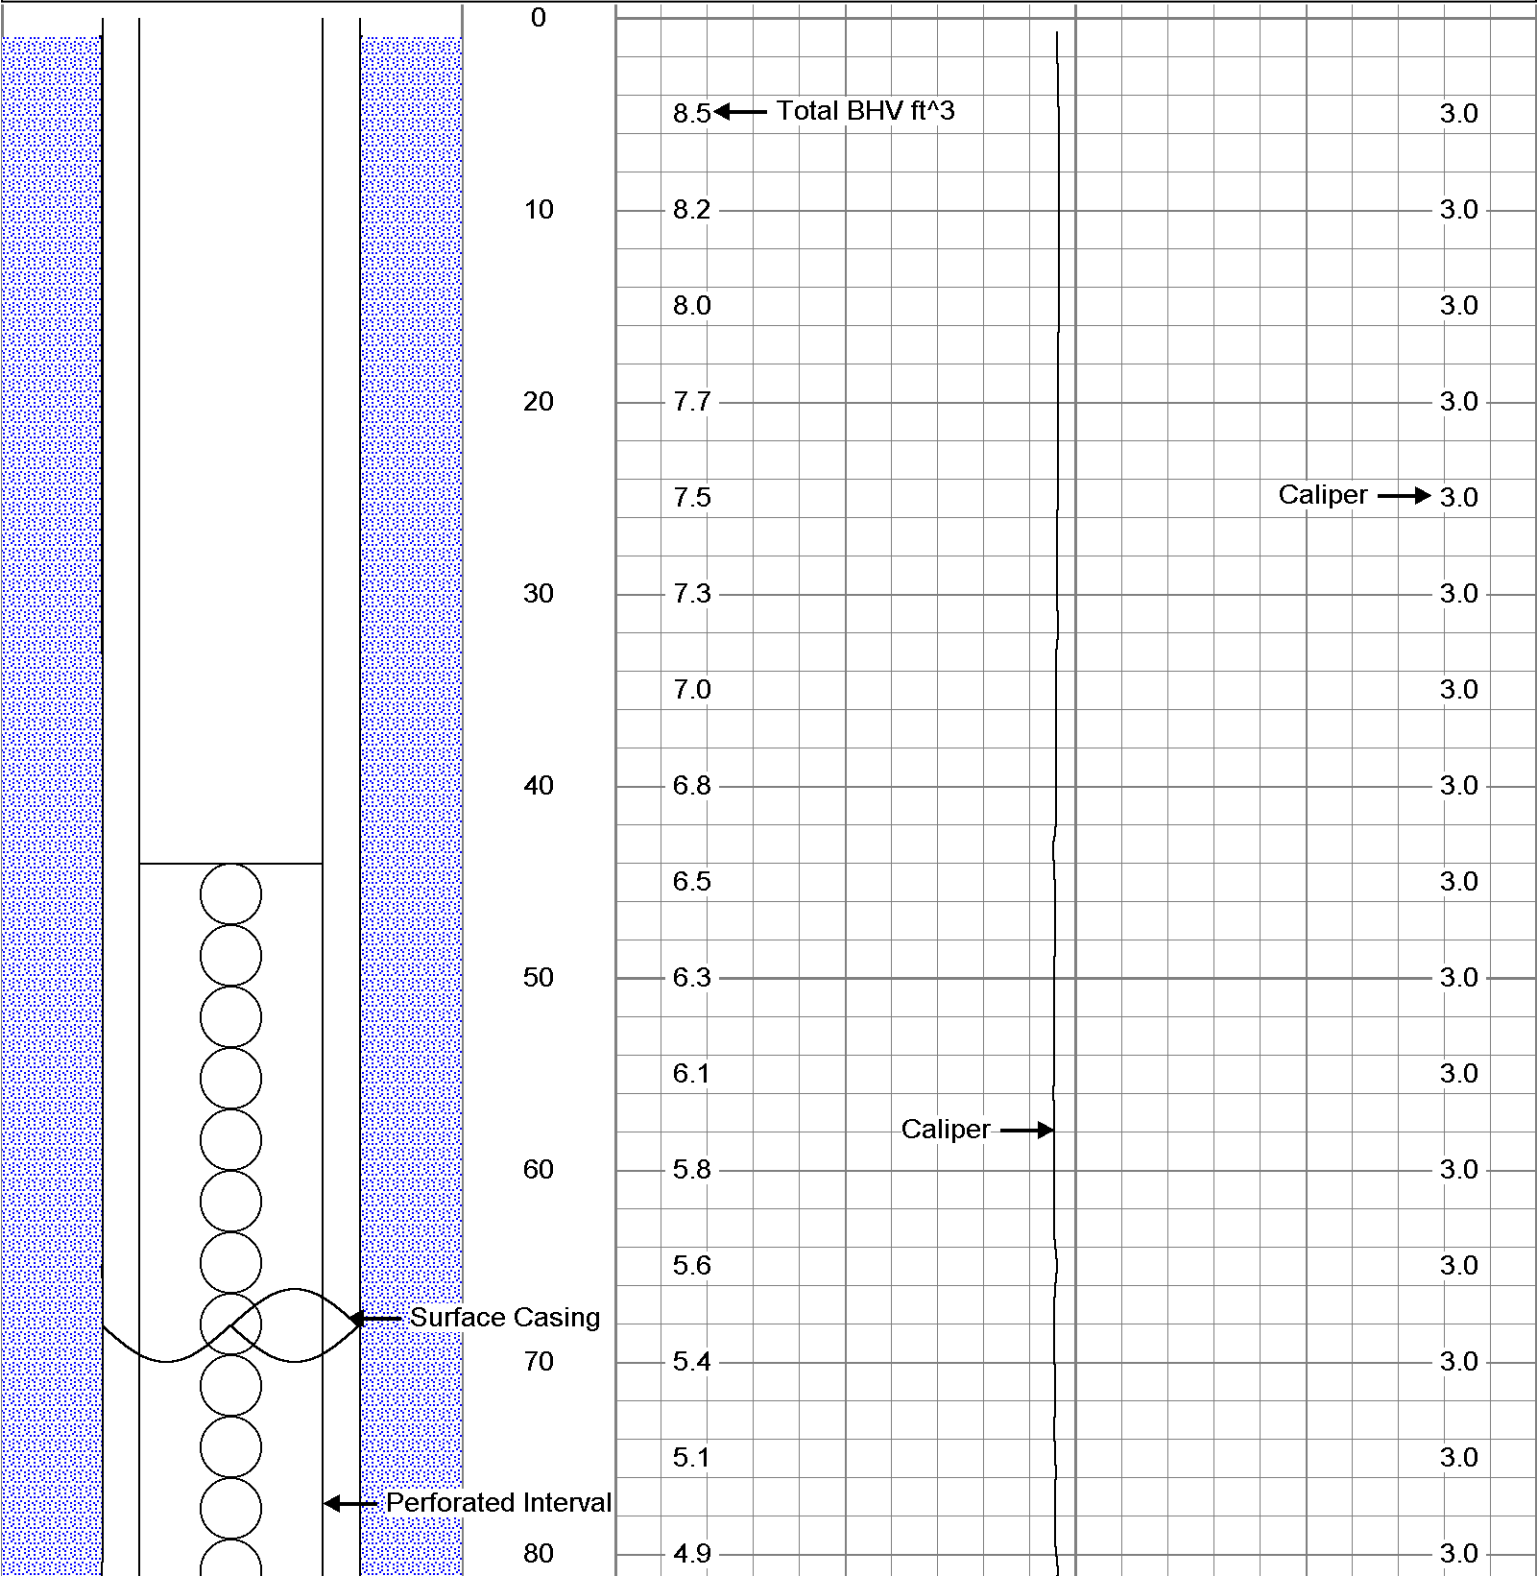 0
8.5 Total BHV ft^3 3.0
10 8.2 3.0
8.0 3.0
20 7.7 3.0
7.5 Caliper 3.0
30 7.3 3.0
7.0 3.0
40 6.8 3.0
6.5 3.0
50 6.3 3.0
6.1 3.0
Caliper
60 5.8 3.0
5.6 3.0
Surface Casing
70 5.4 3.0
5.1 3.0
Perforated Interval
80 4.9 3.0